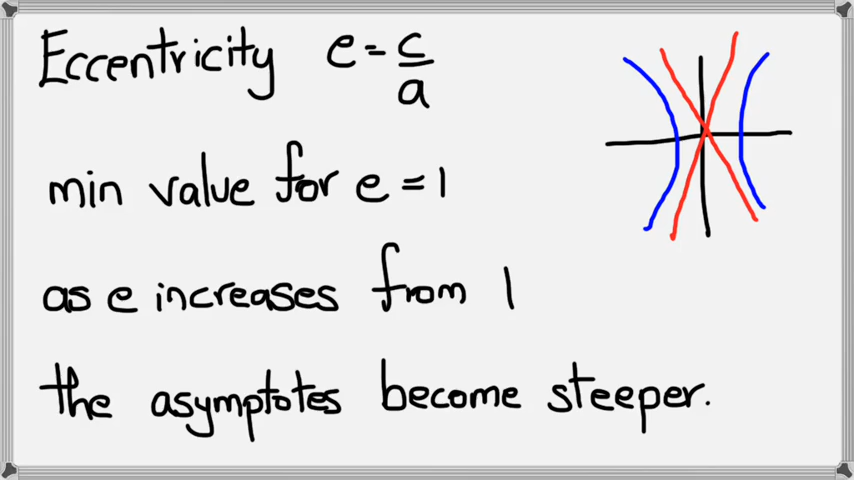 Eccentricity e = c/a
min value for e = 1
as e increases from 1
the asymptotes become steeper.